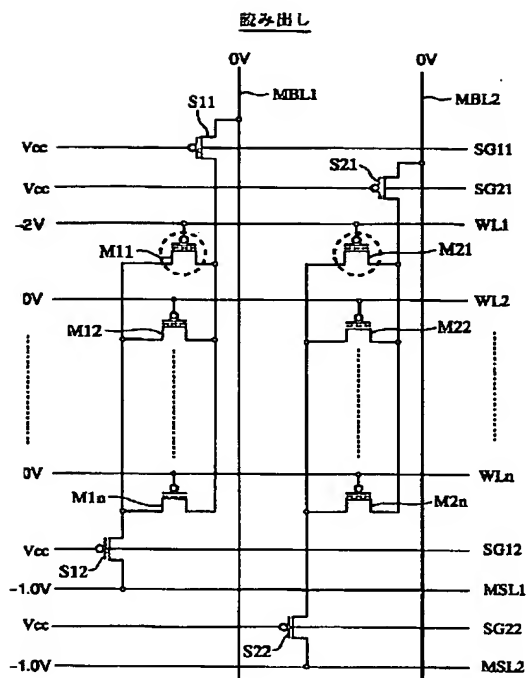 読み出し
0V 0V
MBL1 MBL2
S11
Vcc SG11
S21
Vcc SG21
-2V WL1
M11 M21
0V WL2
M12 M22
0V WLn
M1n M2n
Vcc SG12
S12
-1.0V MSL1
Vcc SG22
S22
-1.0V MSL2